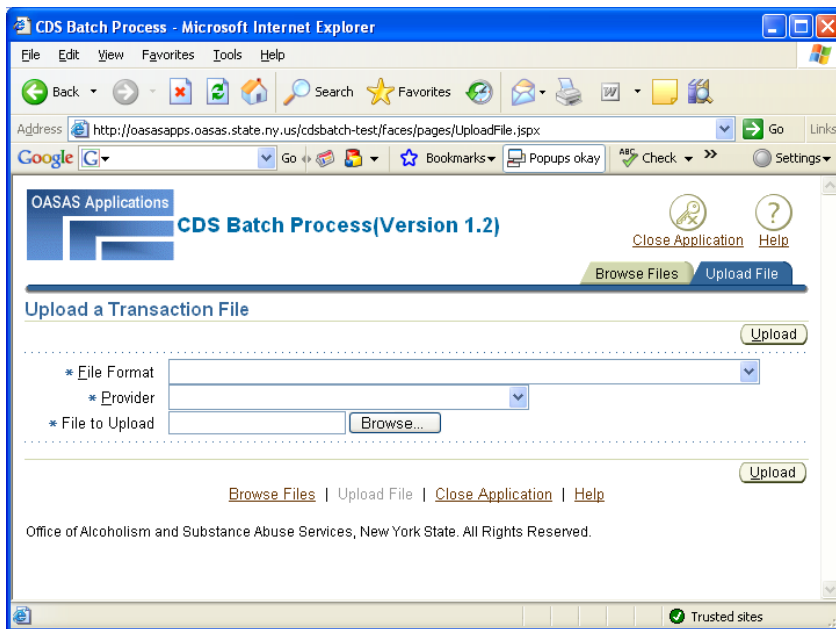 CDS Batch Process - Microsoft Internet Explorer
File Edit View Favorites Tools Help
Back Search Favorites
Address http://oasasapps.oasas.state.ny.us/cdsbatch-test/faces/pages/UploadFile.jspx Go Links
Google G Go Bookmarks Popups okay ABC Check » Settings
OASAS Applications
CDS Batch Process(Version 1.2)
Close Application Help
Browse Files Upload File
Upload a Transaction File
Upload
* File Format
* Provider
* File to Upload Browse...
Upload
Browse Files | Upload File | Close Application | Help
Office of Alcoholism and Substance Abuse Services, New York State. All Rights Reserved.
Trusted sites